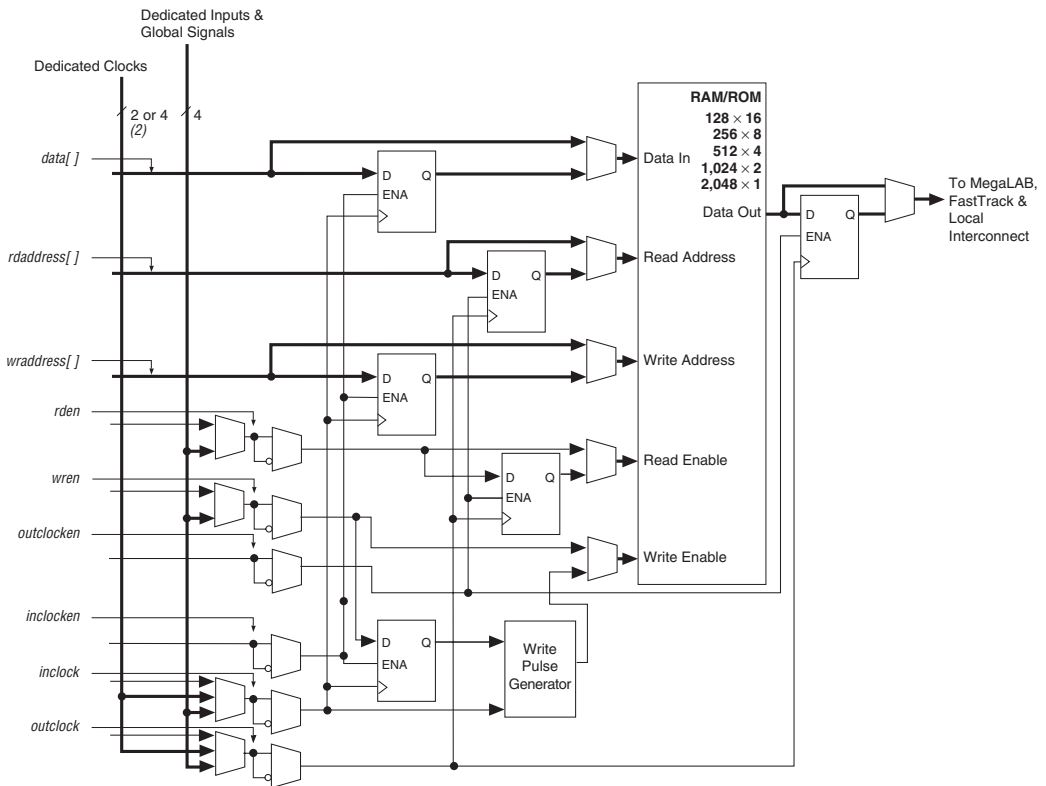 Dedicated Inputs &
Global Signals
Dedicated Clocks
2 or 4
(2)
4
RAM/ROM
128 × 16
256 × 8
512 × 4
1,024 × 2
2,048 × 1
data[ ]
D Q
ENA
Data In
Data Out
D Q
ENA
To MegaLAB,
FastTrack &
Local
Interconnect
rdaddress[ ]
D Q
ENA
Read Address
wraddress[ ]
D Q
ENA
Write Address
rden
Read Enable
wren
D Q
ENA
outclocken
Write Enable
inclocken
D Q
ENA
Write
Pulse
Generator
inclock
outclock